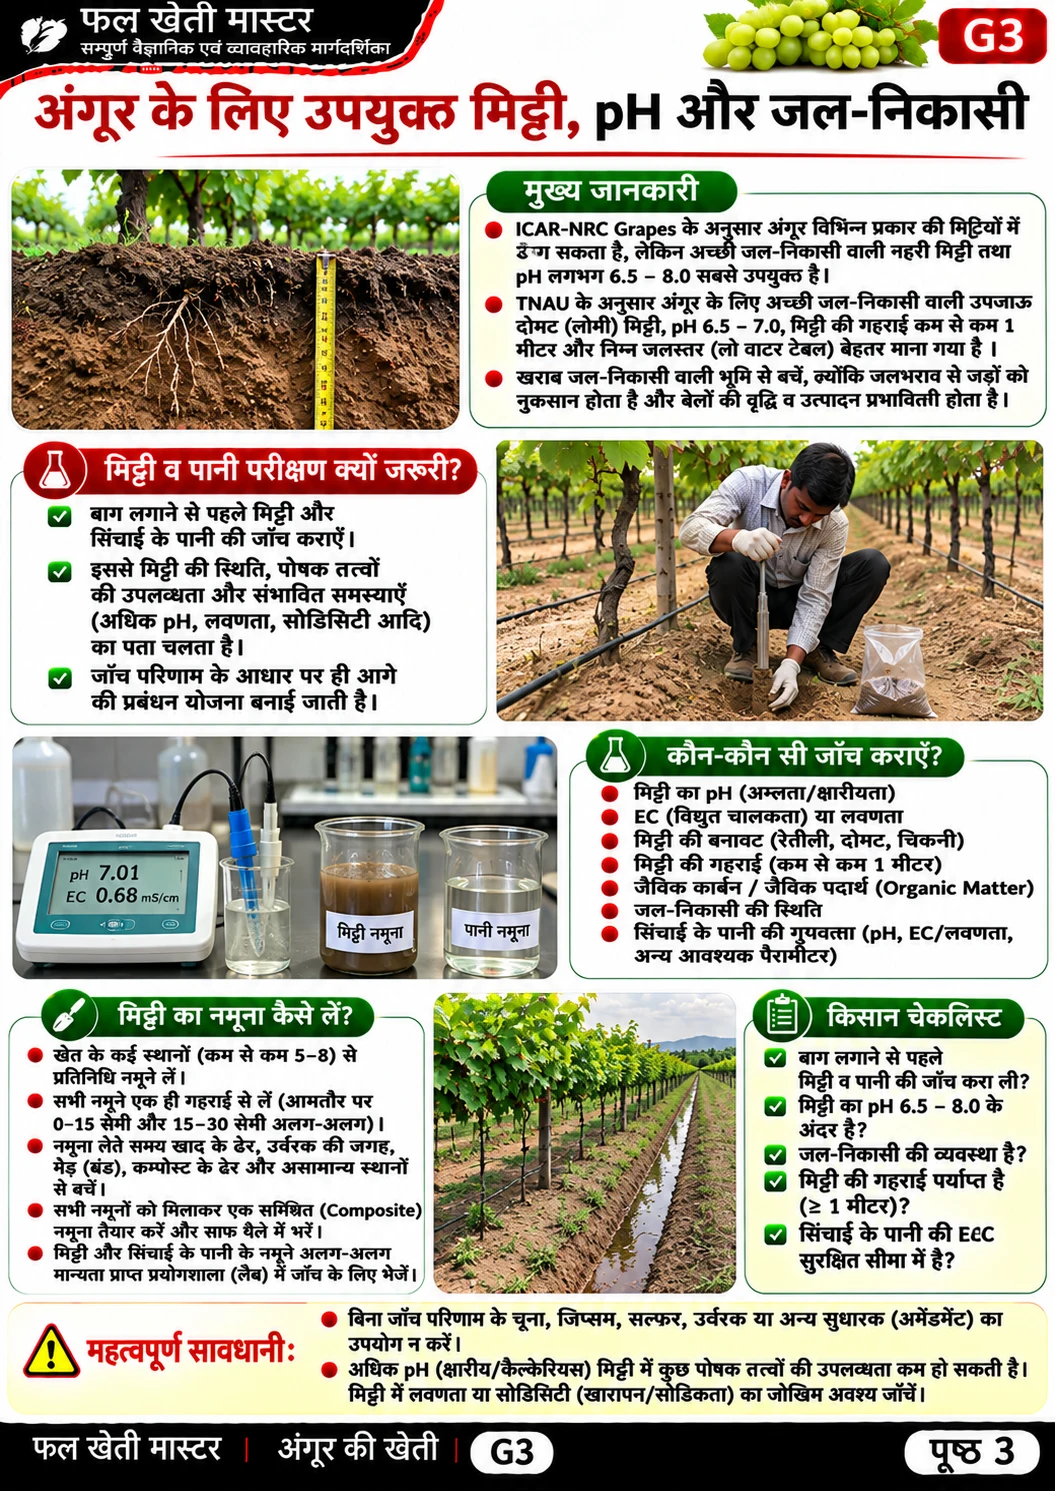 फल खेती मास्टर
सम्पूर्ण वैज्ञानिक एवं व्यावहारिक मार्गदर्शिका
G3
अंगूर के लिए उपयुक्त मिट्टी, pH और जल-निकासी
मुख्य जानकारी
ICAR-NRC Grapes के अनुसार अंगूर विभिन्न प्रकार की मिट्टियों में
सकता है, लेकिन अच्छी जल-निकासी वाली नहरी मिट्टी तथा
pH लगभग 6.5 – 8.0 सबसे उपयुक्त है।
TNAU के अनुसार अंगूर के लिए अच्छी जल-निकासी वाली उपजाऊ
दोमट (लोमी) मिट्टी, pH 6.5 – 7.0, मिट्टी की गहराई कम से कम 1
मीटर और निम्न जलस्तर (लो वाटर टेबल) बेहतर माना गया है ।
खराब जल-निकासी वाली भूमि से बचें, क्योंकि जलभराव से जड़ों को
नुकसान होता है और बेलों की वृद्धि व उत्पादन प्रभावित होता है।
मिट्टी व पानी परीक्षण क्यों जरूरी?
बाग लगाने से पहले मिट्टी और
सिंचाई के पानी की जाँच कराएँ।
इससे मिट्टी की स्थिति, पोषक तत्वों
की उपलब्धता और संभावित समस्याएँ
(अधिक pH, लवणता, सोडिसिटी आदि)
का पता चलता है।
जाँच परिणाम के आधार पर ही आगे
की प्रबंधन योजना बनाई जाती है।
pH 7.01
EC 0.68 mS/cm
मिट्टी नमूना
पानी नमूना
कौन-कौन सी जाँच कराएँ?
मिट्टी का pH (अम्लता/क्षारीयता)
EC (विद्युत चालकता) या लवणता
मिट्टी की बनावट (रेतीली, दोमट, चिकनी)
मिट्टी की गहराई (कम से कम 1 मीटर)
जैविक कार्बन / जैविक पदार्थ (Organic Matter)
जल-निकासी की स्थिति
सिंचाई के पानी की गुयवत्ता (pH, EC/लवणता,
अन्य आवश्यक पैरामीटर)
मिट्टी का नमूना कैसे लें?
खेत के कई स्थानों (कम से कम 5–8) से
प्रतिनिधि नमूने लें।
सभी नमूने एक ही गहराई से लें (आमतौर पर
0–15 सेमी और 15–30 सेमी अलग-अलग)।
नमूना लेते समय खाद के ढेर, उर्वरक की जगह,
मेड़ (बंड), कम्पोस्ट के ढेर और असामान्य स्थानों
से बचें।
सभी नमूनों को मिलाकर एक सम्मिश्रित (Composite)
नमूना तैयार करें और साफ थैले में भरें।
मिट्टी और सिंचाई के पानी के नमूने अलग-अलग
मान्यता प्राप्त प्रयोगशाला (लैब) में जाँच के लिए भेजें।
किसान चेकलिस्ट
बाग लगाने से पहले
मिट्टी व पानी की जाँच करा ली?
मिट्टी का pH 6.5 – 8.0 के
अंदर है?
जल-निकासी की व्यवस्था है?
मिट्टी की गहराई पर्याप्त है
(≥ 1 मीटर)?
सिंचाई के पानी की
सुरक्षित सीमा में है?
महत्वपूर्ण सावधानी:
बिना जाँच परिणाम के चूना, जिप्सम, सल्फर, उर्वरक या अन्य सुधारक (अमेंडमेंट) का
उपयोग न करें।
अधिक pH (क्षारीय/कैल्केरियस) मिट्टी में कुछ पोषक तत्वों की उपलब्धता कम हो सकती है।
मिट्टी में लवणता या सोडिसिटी (खारापन/सोडिकता) का जोखिम अवश्य जाँचें।
फल खेती मास्टर | अंगूर की खेती | G3
पृष्ठ 3